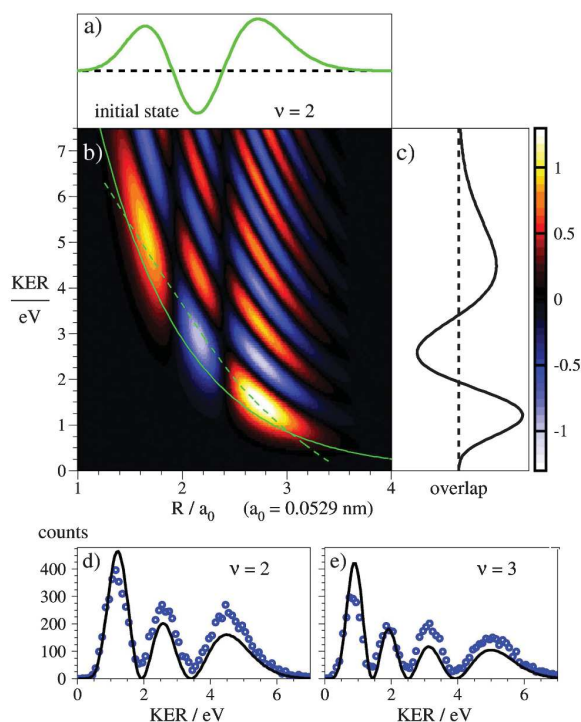 a)
initial state ν = 2
b)
c)
7
6
5
4
3
2
1
0
KER
eV
1
0.5
0
-0.5
-1
1 2 3 4
overlap
R / a0 (a0 = 0.0529 nm)
counts
d) ν = 2
e) ν = 3
400
300
200
100
0
0 2 4 6
0 2 4 6
KER / eV
KER / eV